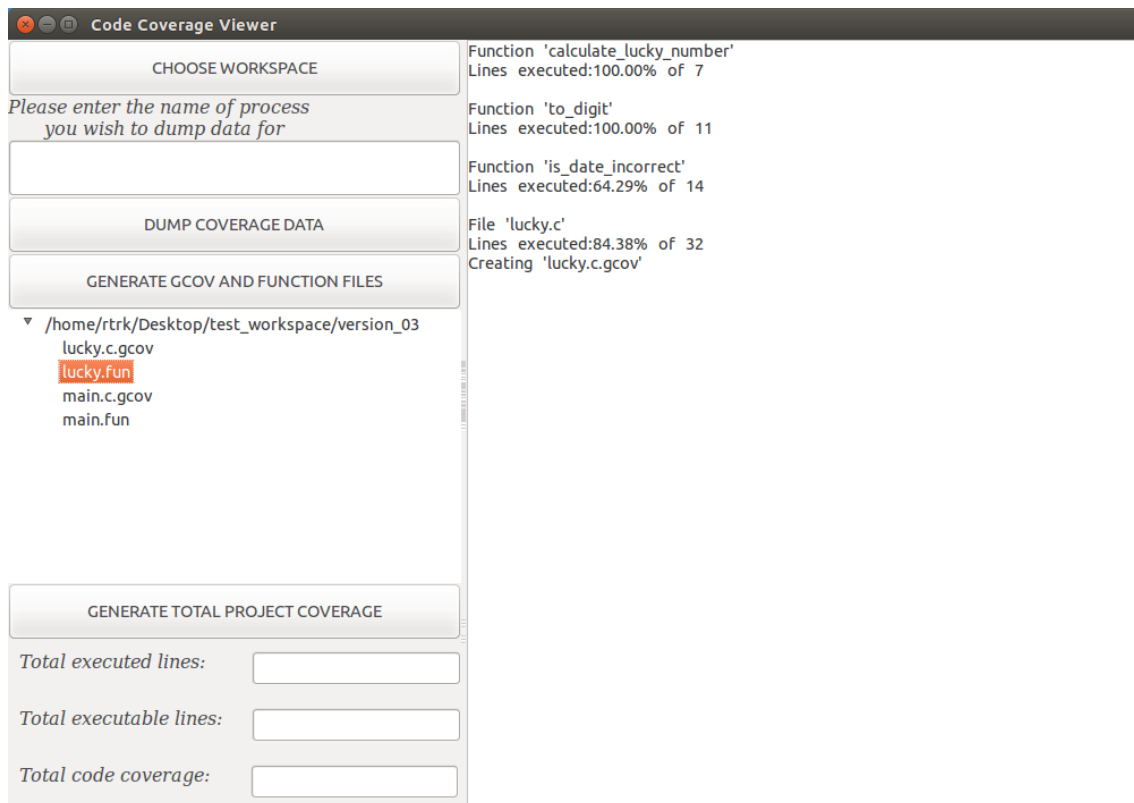 Code Coverage Viewer
CHOOSE WORKSPACE
Please enter the name of process
you wish to dump data for
DUMP COVERAGE DATA
GENERATE GCOV AND FUNCTION FILES
/home/rtrk/Desktop/test_workspace/version_03
lucky.c.gcov
lucky.fun
main.c.gcov
main.fun
GENERATE TOTAL PROJECT COVERAGE
Total executed lines:
Total executable lines:
Total code coverage:
Function 'calculate_lucky_number'
Lines executed:100.00% of 7
Function 'to_digit'
Lines executed:100.00% of 11
Function 'is_date_incorrect'
Lines executed:64.29% of 14
File 'lucky.c'
Lines executed:84.38% of 32
Creating 'lucky.c.gcov'